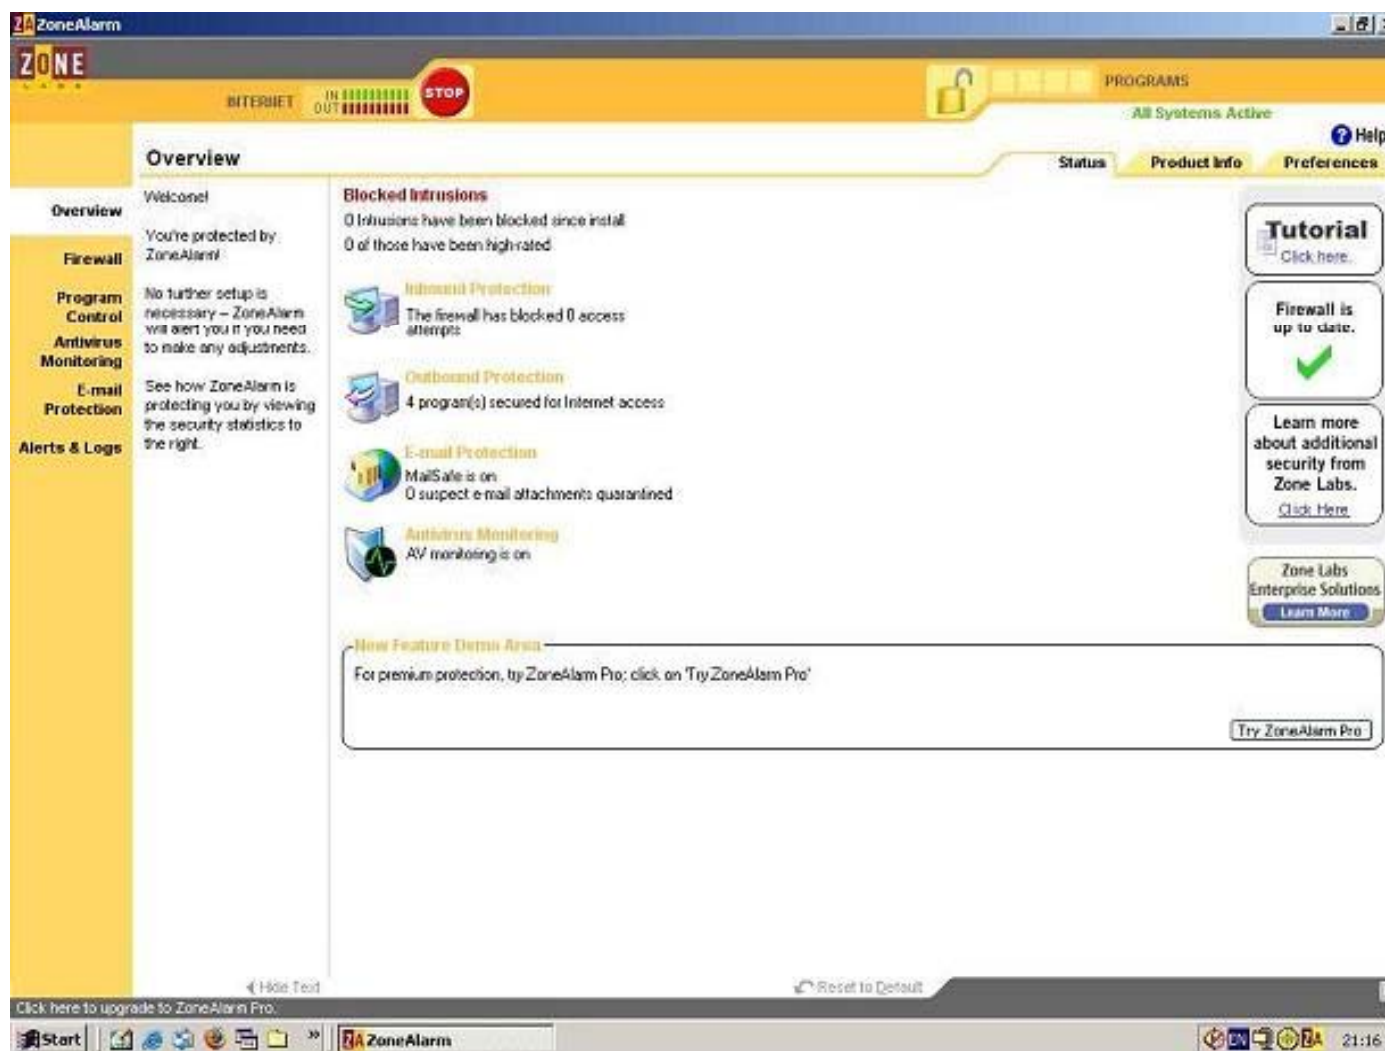 ZA ZoneAlarm
ZONE
LABS
INTERNET
IN
OUT
STOP
PROGRAMS
All Systems Active
Help
Overview
Status
Product Info
Preferences
Overview
Firewall
Program
Control
Antivirus
Monitoring
E-mail
Protection
Alerts & Logs
Welcome!
You're protected by
ZoneAlarm!
No further setup is
necessary – ZoneAlarm
will alert you if you need
to make any adjustments.
See how ZoneAlarm is
protecting you by viewing
the security statistics to
the right.
Blocked Intrusions
0 Intrusions have been blocked since install
0 of those have been high-rated
Inbound Protection
The firewall has blocked 0 access
attempts
Outbound Protection
4 program(s) secured for Internet access
E-mail Protection
MailSafe is on
0 suspect e-mail attachments quarantined
Antivirus Monitoring
AV monitoring is on
Tutorial
Click here.
Firewall is
up to date.
Learn more
about additional
security from
Zone Labs.
Click Here
Zone Labs
Enterprise Solutions
Learn More
New Feature Demo Area
For premium protection, try ZoneAlarm Pro; click on 'Try ZoneAlarm Pro'
Try ZoneAlarm Pro
Hide Text
Reset to Default
Click here to upgrade to ZoneAlarm Pro.
Start
»
ZA ZoneAlarm
EN
ZA
21:16